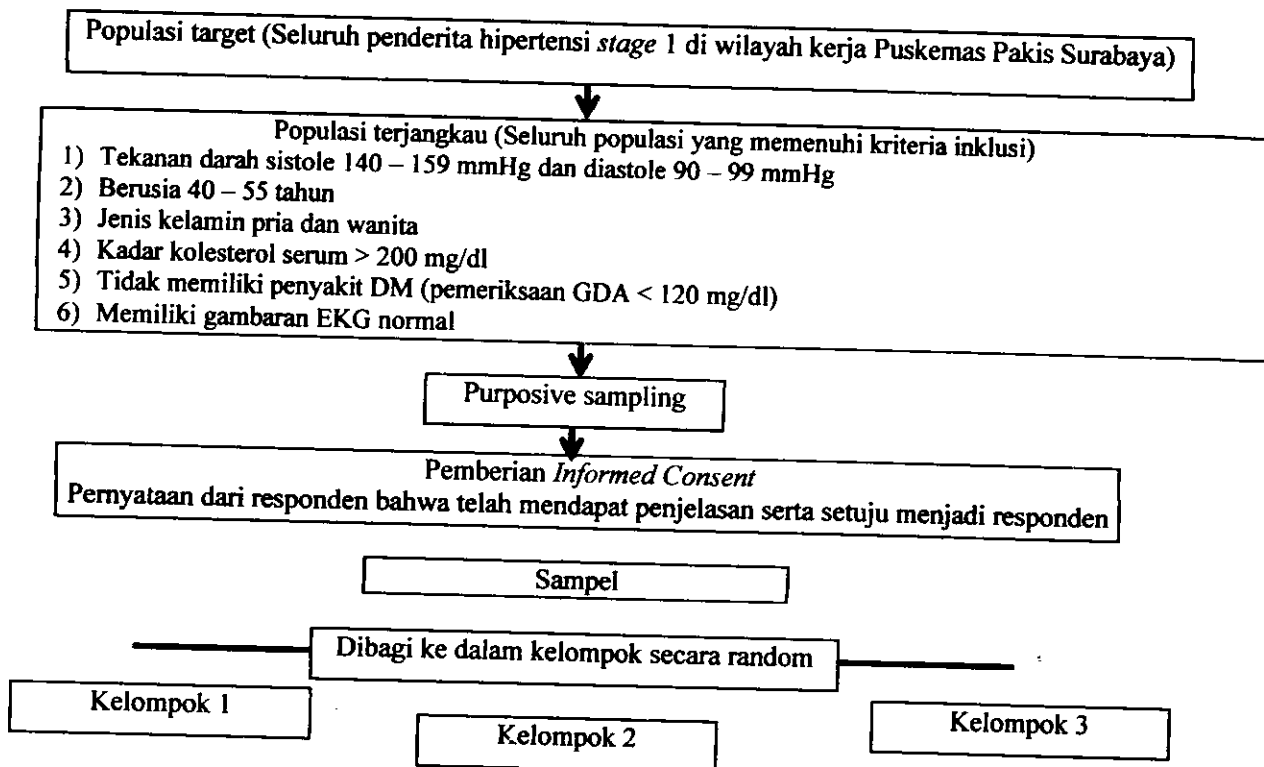 Populasi target (Seluruh penderita hipertensi stage 1 di wilayah kerja Puskemas Pakis Surabaya)
Populasi terjangkau (Seluruh populasi yang memenuhi kriteria inklusi)
1) Tekanan darah sistole 140 – 159 mmHg dan diastole 90 – 99 mmHg
2) Berusia 40 – 55 tahun
3) Jenis kelamin pria dan wanita
4) Kadar kolesterol serum > 200 mg/dl
5) Tidak memiliki penyakit DM (pemeriksaan GDA < 120 mg/dl)
6) Memiliki gambaran EKG normal
Purposive sampling
Pemberian Informed Consent
Pernyataan dari responden bahwa telah mendapat penjelasan serta setuju menjadi responden
Sampel
Dibagi ke dalam kelompok secara random
Kelompok 1
Kelompok 2
Kelompok 3